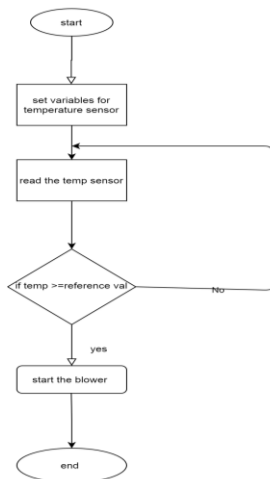 start
set variables for
temperature sensor
read the temp sensor
if temp >=reference val
No
yes
start the blower
end